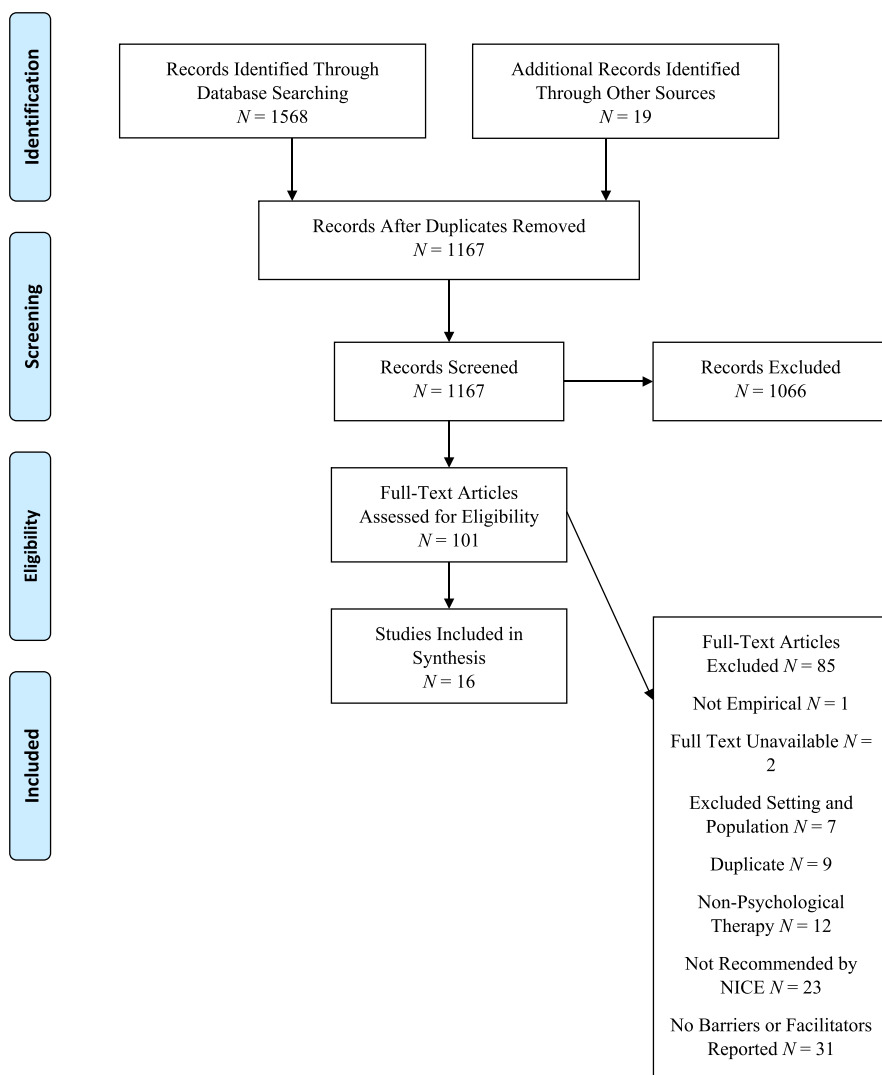 Identification
Records Identified Through
Database Searching
N = 1568
Additional Records Identified
Through Other Sources
N = 19
Records After Duplicates Removed
N = 1167
Screening
Records Screened
N = 1167
Records Excluded
N = 1066
Eligibility
Full-Text Articles
Assessed for Eligibility
N = 101
Studies Included in
Synthesis
N = 16
Full-Text Articles
Excluded N = 85
Not Empirical N = 1
Full Text Unavailable N =
2
Excluded Setting and
Population N = 7
Duplicate N = 9
Non-Psychological
Therapy N = 12
Not Recommended by
NICE N = 23
No Barriers or Facilitators
Reported N = 31
Included